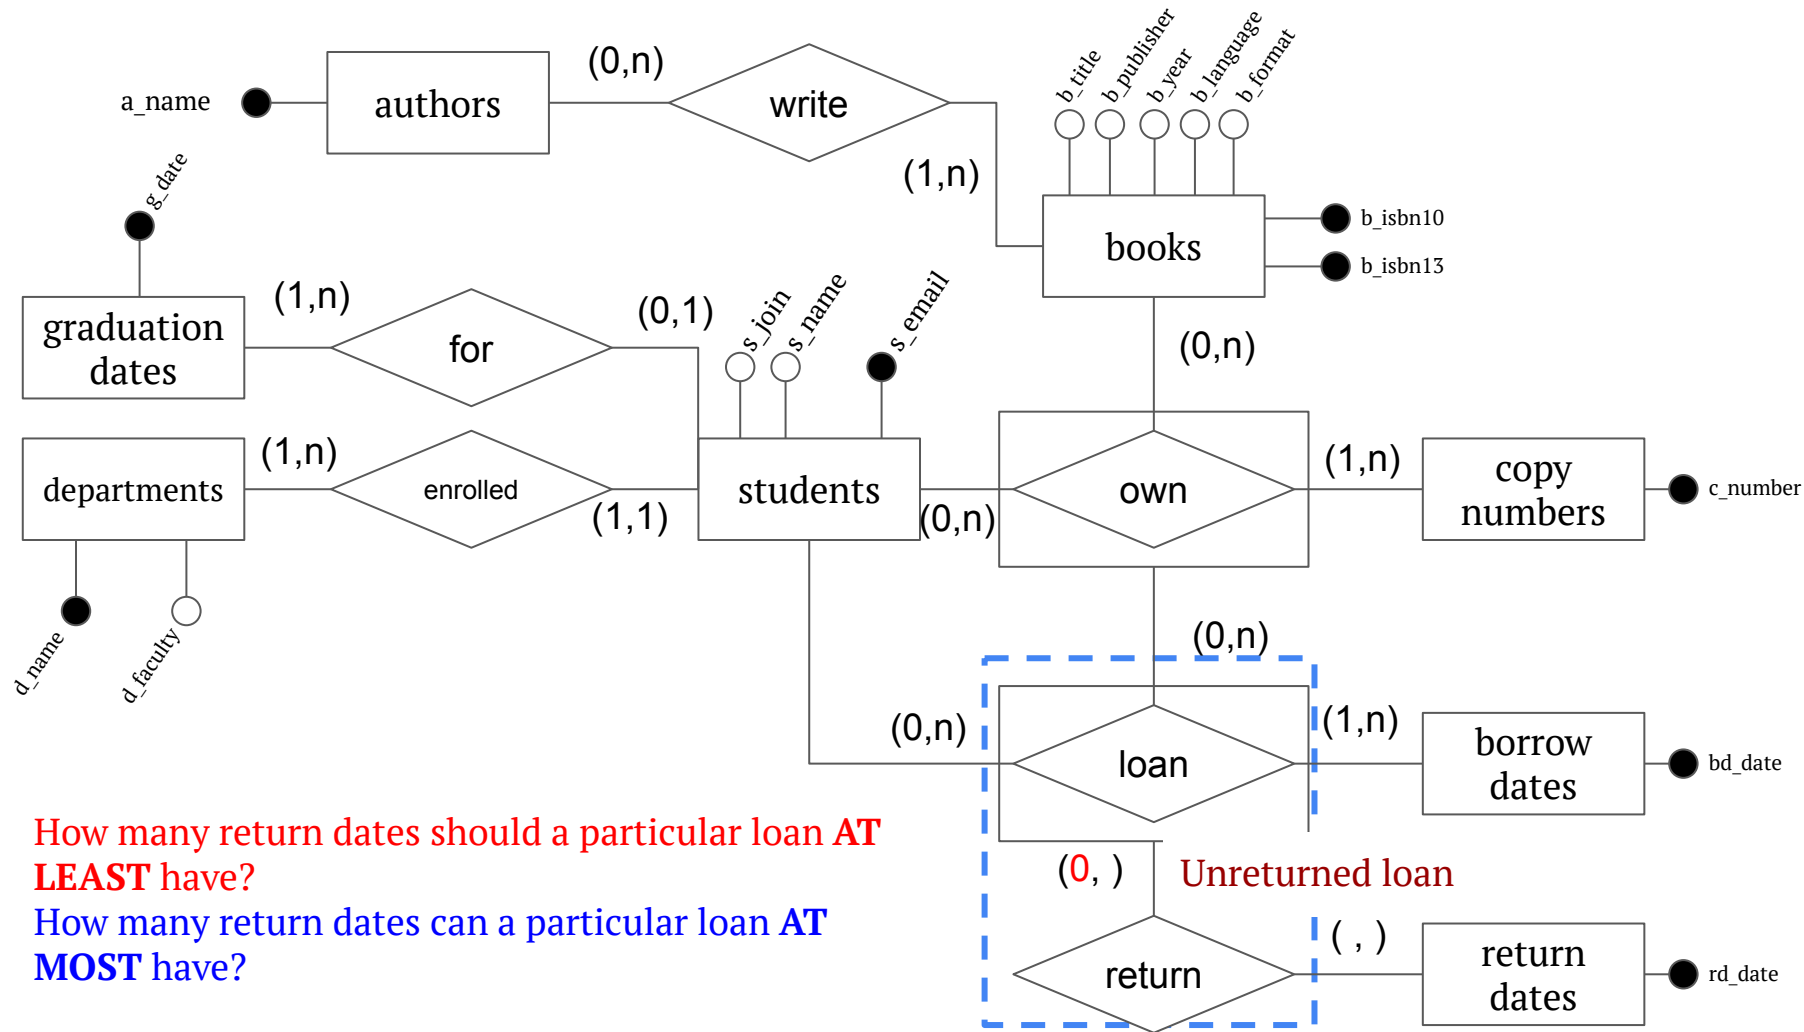 b_title
b_publisher
b_year
b_language
b_format
a_name
authors
(0,n)
write
(1,n)
g_date
b_isbn10
books
b_isbn13
graduation
dates
(1,n)
for
(0,1)
s_join
s_name
s_email
(0,n)
departments
(1,n)
enrolled
(1,1)
students
(0,n)
own
(1,n)
copy
numbers
c_number
d_name
d_faculty
(0,n)
(0,n)
loan
(1,n)
borrow
dates
bd_date
How many return dates should a particular loan AT
LEAST have?
How many return dates can a particular loan AT
MOST have?
(0, )
Unreturned loan
return
( , )
return
dates
rd_date